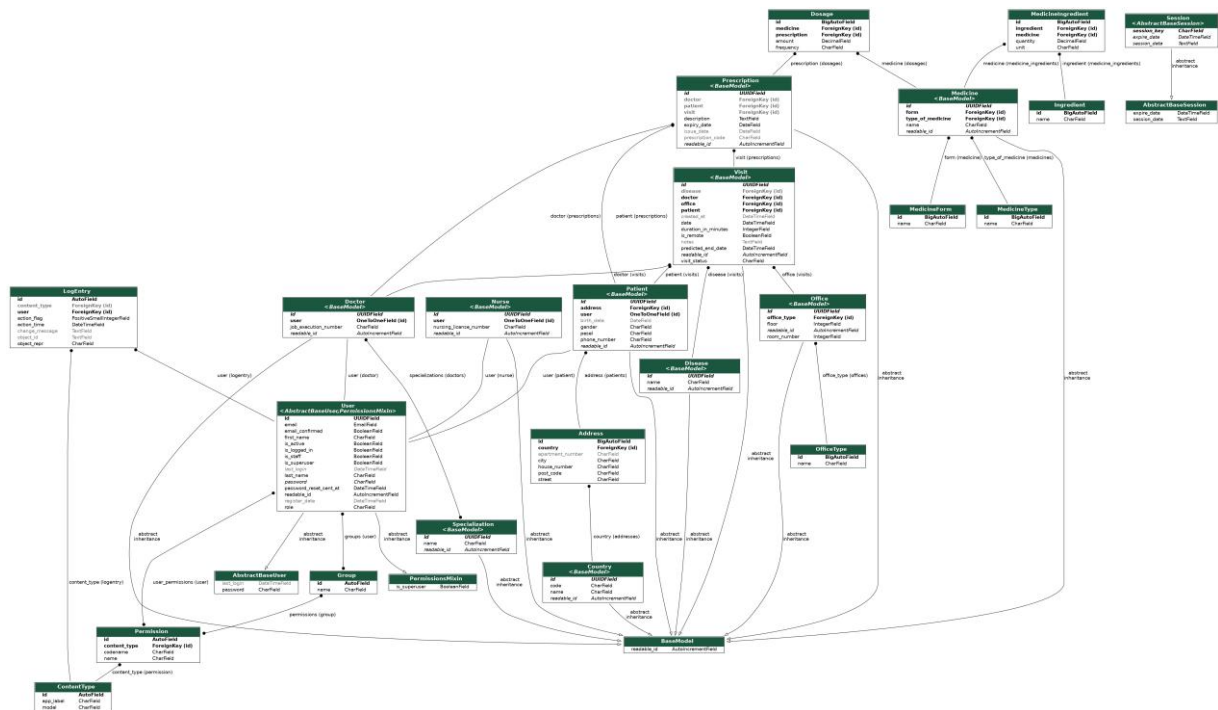 Dosage
id BigAutoField
medicine ForeignKey (id)
prescription ForeignKey (id)
amount DecimalField
frequency CharField
MedicineIngredient
id BigAutoField
ingredient ForeignKey (id)
medicine ForeignKey (id)
quantity DecimalField
unit CharField
Session
<AbstractBaseSession>
session_key CharField
expire_date DateTimeField
session_data TextField
prescription (dosages)
medicine (dosages)
medicine (medicine_ingredients)
ingredient (medicine_ingredients)
abstract
inheritance
Prescription
<BaseModel>
id UUIDField
doctor ForeignKey (id)
patient ForeignKey (id)
visit ForeignKey (id)
description TextField
expiry_date DateField
issue_date DateField
prescription_code CharField
readable_id AutoIncrementField
Medicine
<BaseModel>
id UUIDField
form ForeignKey (id)
type_of_medicine ForeignKey (id)
name CharField
readable_id AutoIncrementField
Ingredient
id BigAutoField
name CharField
AbstractBaseSession
expire_date DateTimeField
session_data TextField
visit (prescriptions)
form (medicine)
type_of_medicine (medicines)
Visit
<BaseModel>
id UUIDField
disease ForeignKey (id)
doctor ForeignKey (id)
office ForeignKey (id)
patient ForeignKey (id)
created_at DateTimeField
date DateTimeField
duration_in_minutes IntegerField
is_remote BooleanField
notes TextField
predicted_end_date DateTimeField
readable_id AutoIncrementField
visit_status CharField
doctor (prescriptions)
patient (prescriptions)
MedicineForm
id BigAutoField
name CharField
MedicineType
id BigAutoField
name CharField
doctor (visits)
patient (visits)
disease (visits)
office (visits)
LogEntry
id AutoField
content_type ForeignKey (id)
user ForeignKey (id)
action_flag PositiveSmallIntegerField
action_time DateTimeField
change_message TextField
object_id TextField
object_repr CharField
Doctor
<BaseModel>
id UUIDField
user OneToOneField (id)
job_execution_number CharField
readable_id AutoIncrementField
Nurse
<BaseModel>
id UUIDField
user OneToOneField (id)
nursing_license_number CharField
readable_id AutoIncrementField
Patient
<BaseModel>
id UUIDField
address ForeignKey (id)
user OneToOneField (id)
birth_date DateField
gender CharField
pesel CharField
phone_number CharField
readable_id AutoIncrementField
Office
<BaseModel>
id UUIDField
office_type ForeignKey (id)
floor IntegerField
readable_id AutoIncrementField
room_number IntegerField
Disease
<BaseModel>
id UUIDField
name CharField
readable_id AutoIncrementField
user (logentry)
user (doctor)
specializations (doctors)
user (nurse)
user (patient)
address (patients)
office_type (offices)
abstract
inheritance
abstract
inheritance
User
<AbstractBaseUser,PermissionsMixin>
id UUIDField
email EmailField
email_confirmed BooleanField
first_name CharField
is_active BooleanField
is_logged_in BooleanField
is_staff BooleanField
is_superuser BooleanField
last_login DateTimeField
last_name CharField
password CharField
password_reset_sent_at DateTimeField
readable_id AutoIncrementField
register_date DateTimeField
role CharField
Address
id BigAutoField
country ForeignKey (id)
apartment_number CharField
city CharField
house_number CharField
post_code CharField
street CharField
OfficeType
id BigAutoField
name CharField
abstract
inheritance
abstract
inheritance
groups (user)
abstract
inheritance
Specialization
<BaseModel>
id UUIDField
name CharField
readable_id AutoIncrementField
country (addresses)
abstract
inheritance
abstract
inheritance
abstract
inheritance
abstract
inheritance
content_type (logentry)
user_permissions (user)
AbstractBaseUser
last_login DateTimeField
password CharField
Group
id AutoField
name CharField
PermissionsMixin
is_superuser BooleanField
abstract
inheritance
Country
<BaseModel>
id UUIDField
code CharField
name CharField
readable_id AutoIncrementField
abstract
inheritance
permissions (group)
Permission
id AutoField
content_type ForeignKey (id)
codename CharField
name CharField
BaseModel
readable_id AutoIncrementField
content_type (permission)
ContentType
id AutoField
app_label CharField
model CharField